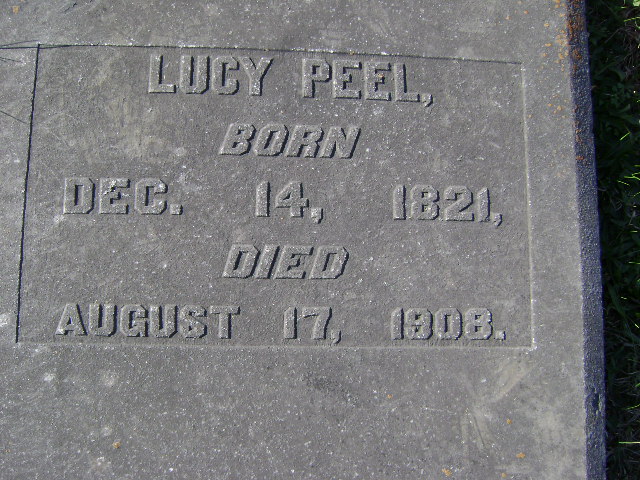 LUCY PEEL,
BORN
DEC. 14, 1821,
DIED
AUGUST 17, 1908.